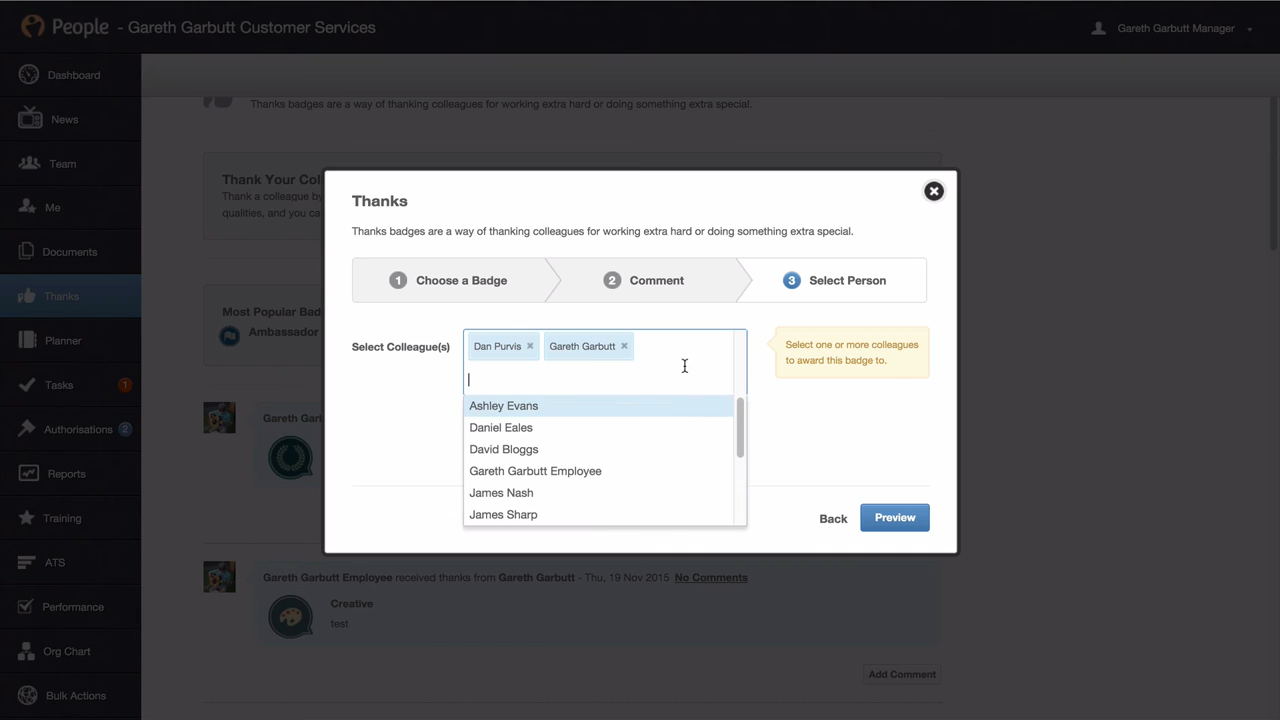 People - Gareth Garbutt Customer Services
Gareth Garbutt Manager
Dashboard
News
Team
Me
Documents
Thanks
Planner
Tasks 1
Authorisations 2
Reports
Training
ATS
Performance
Org Chart
Bulk Actions
Thanks badges are a way of thanking colleagues for working extra hard or doing something extra special.
Thank Your Col
Thank a colleague by
qualities, and you ca
Most Popular Bad
Ambassador
Gareth Garl
Thanks
Thanks badges are a way of thanking colleagues for working extra hard or doing something extra special.
1 Choose a Badge
2 Comment
3 Select Person
Select Colleague(s)
Dan Purvis
Gareth Garbutt
Select one or more colleagues
to award this badge to.
Ashley Evans
Daniel Eales
David Bloggs
Gareth Garbutt Employee
James Nash
James Sharp
Back
Preview
Gareth Garbutt Employee received thanks from Gareth Garbutt - Thu, 19 Nov 2015 No Comments
Creative
test
Add Comment